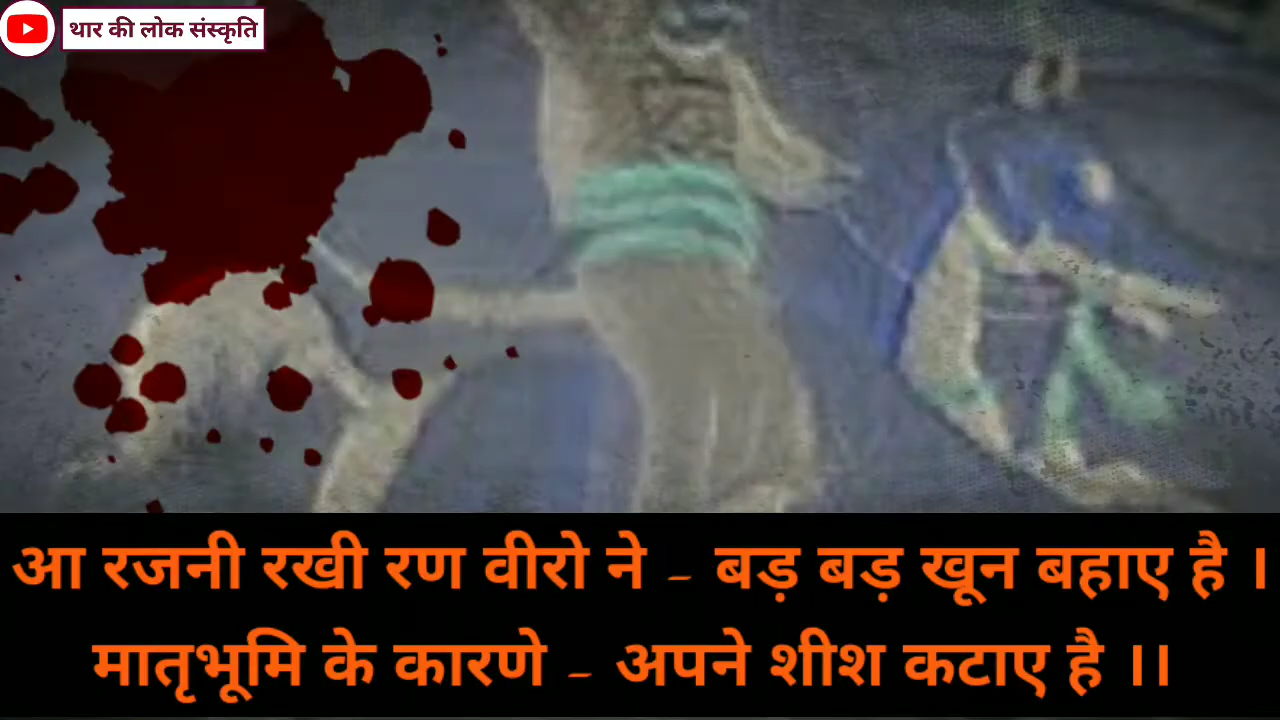 थार की लोक संस्कृति
आ रजनी रखी रण वीरो ने - बड़ बड़ खून बहाए है ।
मातृभूमि के कारणे - अपने शीश कटाए है ।।